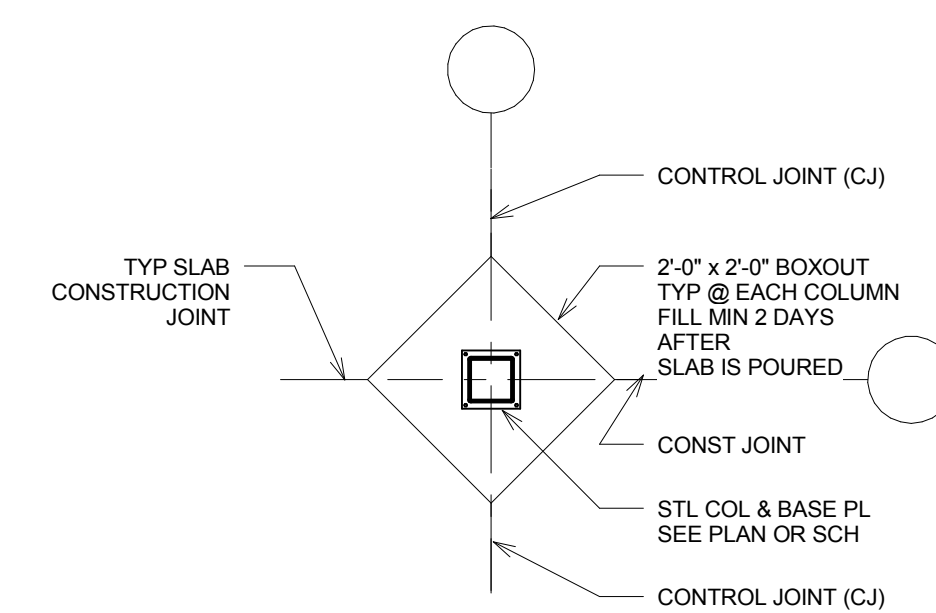 CONTROL JOINT (CJ)
TYP SLAB
CONSTRUCTION
JOINT
2'-0" x 2'-0" BOXOUT
TYP @ EACH COLUMN
FILL MIN 2 DAYS
AFTER
SLAB IS POURED
CONST JOINT
STL COL & BASE PL
SEE PLAN OR SCH
CONTROL JOINT (CJ)